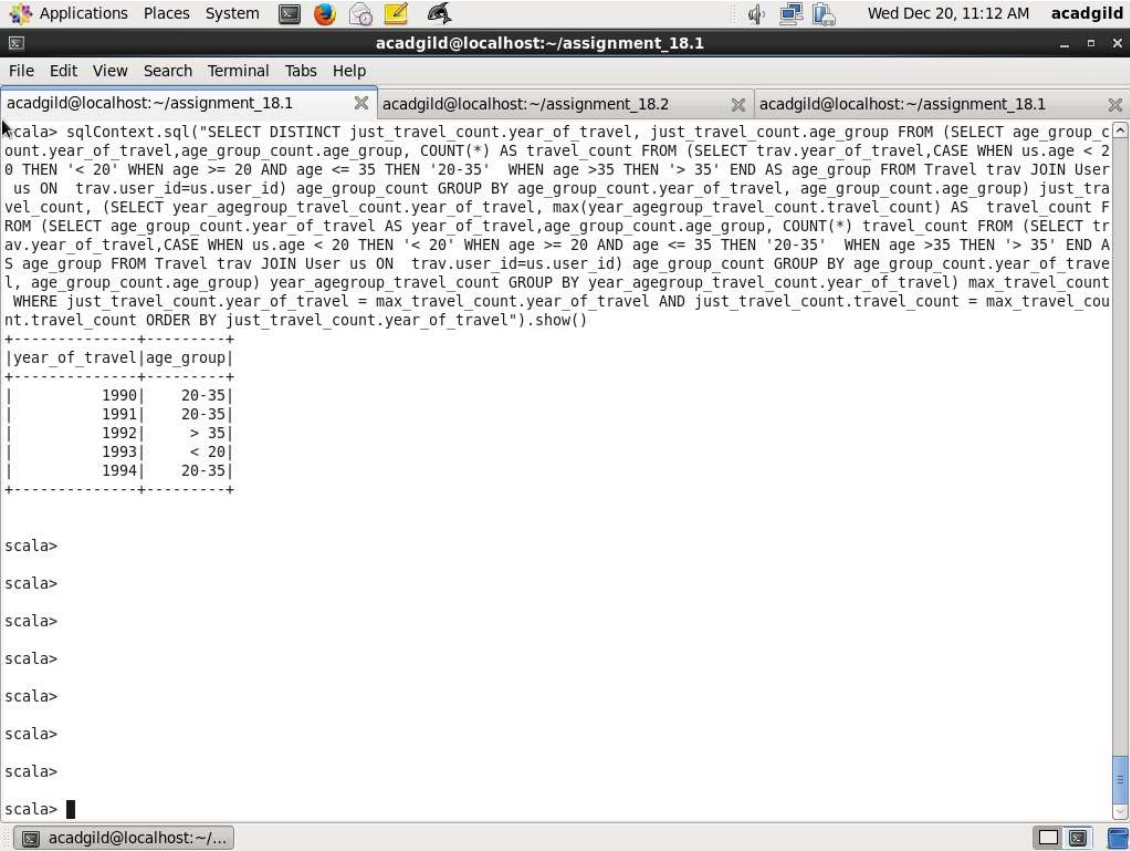 Applications Places System Wed Dec 20, 11:12 AM acadgild
acadgild@localhost:~/assignment_18.1
File Edit View Search Terminal Tabs Help
acadgild@localhost:~/assignment_18.1 acadgild@localhost:~/assignment_18.2 acadgild@localhost:~/assignment_18.1
scala> sqlContext.sql("SELECT DISTINCT just_travel_count.year_of_travel, just_travel_count.age_group FROM (SELECT age_group_c
ount.year_of_travel,age_group_count.age_group, COUNT(*) AS travel_count FROM (SELECT trav.year_of_travel,CASE WHEN us.age < 2
0 THEN '< 20' WHEN age >= 20 AND age <= 35 THEN '20-35'  WHEN age >35 THEN '> 35' END AS age_group FROM Travel trav JOIN User
 us ON  trav.user_id=us.user_id) age_group_count GROUP BY age_group_count.year_of_travel, age_group_count.age_group) just_tra
vel_count, (SELECT year_agegroup_travel_count.year_of_travel, max(year_agegroup_travel_count.travel_count) AS  travel_count F
ROM (SELECT age_group_count.year_of_travel AS year_of_travel,age_group_count.age_group, COUNT(*) travel_count FROM (SELECT tr
av.year_of_travel,CASE WHEN us.age < 20 THEN '< 20' WHEN age >= 20 AND age <= 35 THEN '20-35'  WHEN age >35 THEN '> 35' END A
S age_group FROM Travel trav JOIN User us ON  trav.user_id=us.user_id) age_group_count GROUP BY age_group_count.year_of_trave
l, age_group_count.age_group) year_agegroup_travel_count GROUP BY year_agegroup_travel_count.year_of_travel) max_travel_count
 WHERE just_travel_count.year_of_travel = max_travel_count.year_of_travel AND just_travel_count.travel_count = max_travel_cou
nt.travel_count ORDER BY just_travel_count.year_of_travel").show()
+--------------+---------+
|year_of_travel|age_group|
+--------------+---------+
|          1990|    20-35|
|          1991|    20-35|
|          1992|     > 35|
|          1993|     < 20|
|          1994|    20-35|
+--------------+---------+
scala>
scala>
scala>
scala>
scala>
scala>
scala>
scala>
acadgild@localhost:~/...